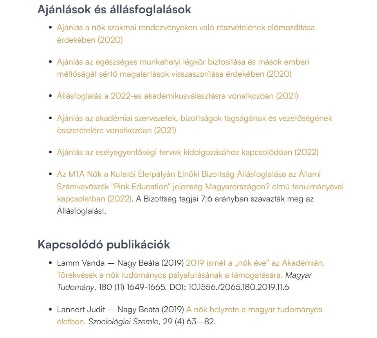 Ajánlások és állásfoglalások
Ajánlás a nők szakmai rendezvényeken való részvételének előmozdítása
érdekében (2020)
Ajánlás az egészséges munkahelyi légkör biztosítása és mások emberi
méltóságát sértő magatartások visszaszorítása érdekében (2020)
Állásfoglalás a 2022-es akadémikusválasztásra vonatkozóan (2021)
Ajánlás az akadémiai szervezetek, bizottságok tagságának és vezetőségének
összetételére vonatkozóan (2021)
Ajánlás az esélyegyenlőségi tervek kidolgozásához kapcsolódóan (2022)
Az MTA Nők a Kutatói Életpályán Elnöki Bizottság Állásfoglalása az Állami
Számvevőszék "Pink Education" jelenség Magyarországon? című tanulmányával
kapcsolatban (2022). A Bizottság tagjai 7:6 arányban szavazták meg az
Állásfoglalást.
Kapcsolódó publikációk
Lamm Vanda – Nagy Beáta (2019) 2019 ismét a „nők éve" az Akadémián.
Törekvések a nők tudományos pályafutásának a támogatására. Magyar
Tudomány, 180 (11) 1649-1665. DOI: 10.1556/2065.180.2019.11.6
Lannert Judit – Nagy Beáta (2019) A nők helyzete a magyar tudományos
életben. Szociológiai Szemle, 29 (4) 63–82.